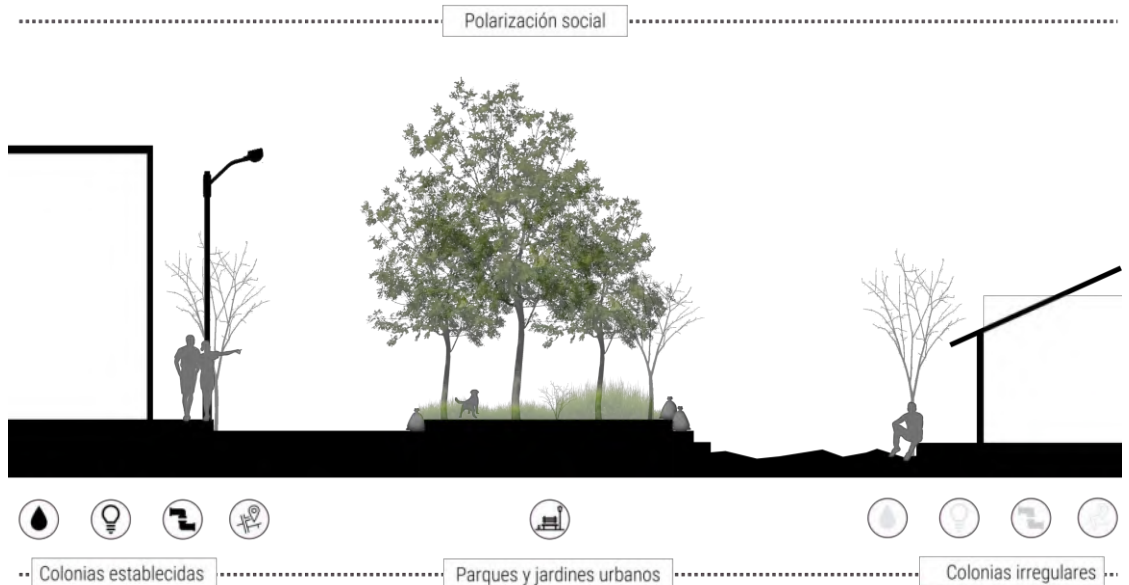 Polarización social
Colonias establecidas
Parques y jardines urbanos
Colonias irregulares